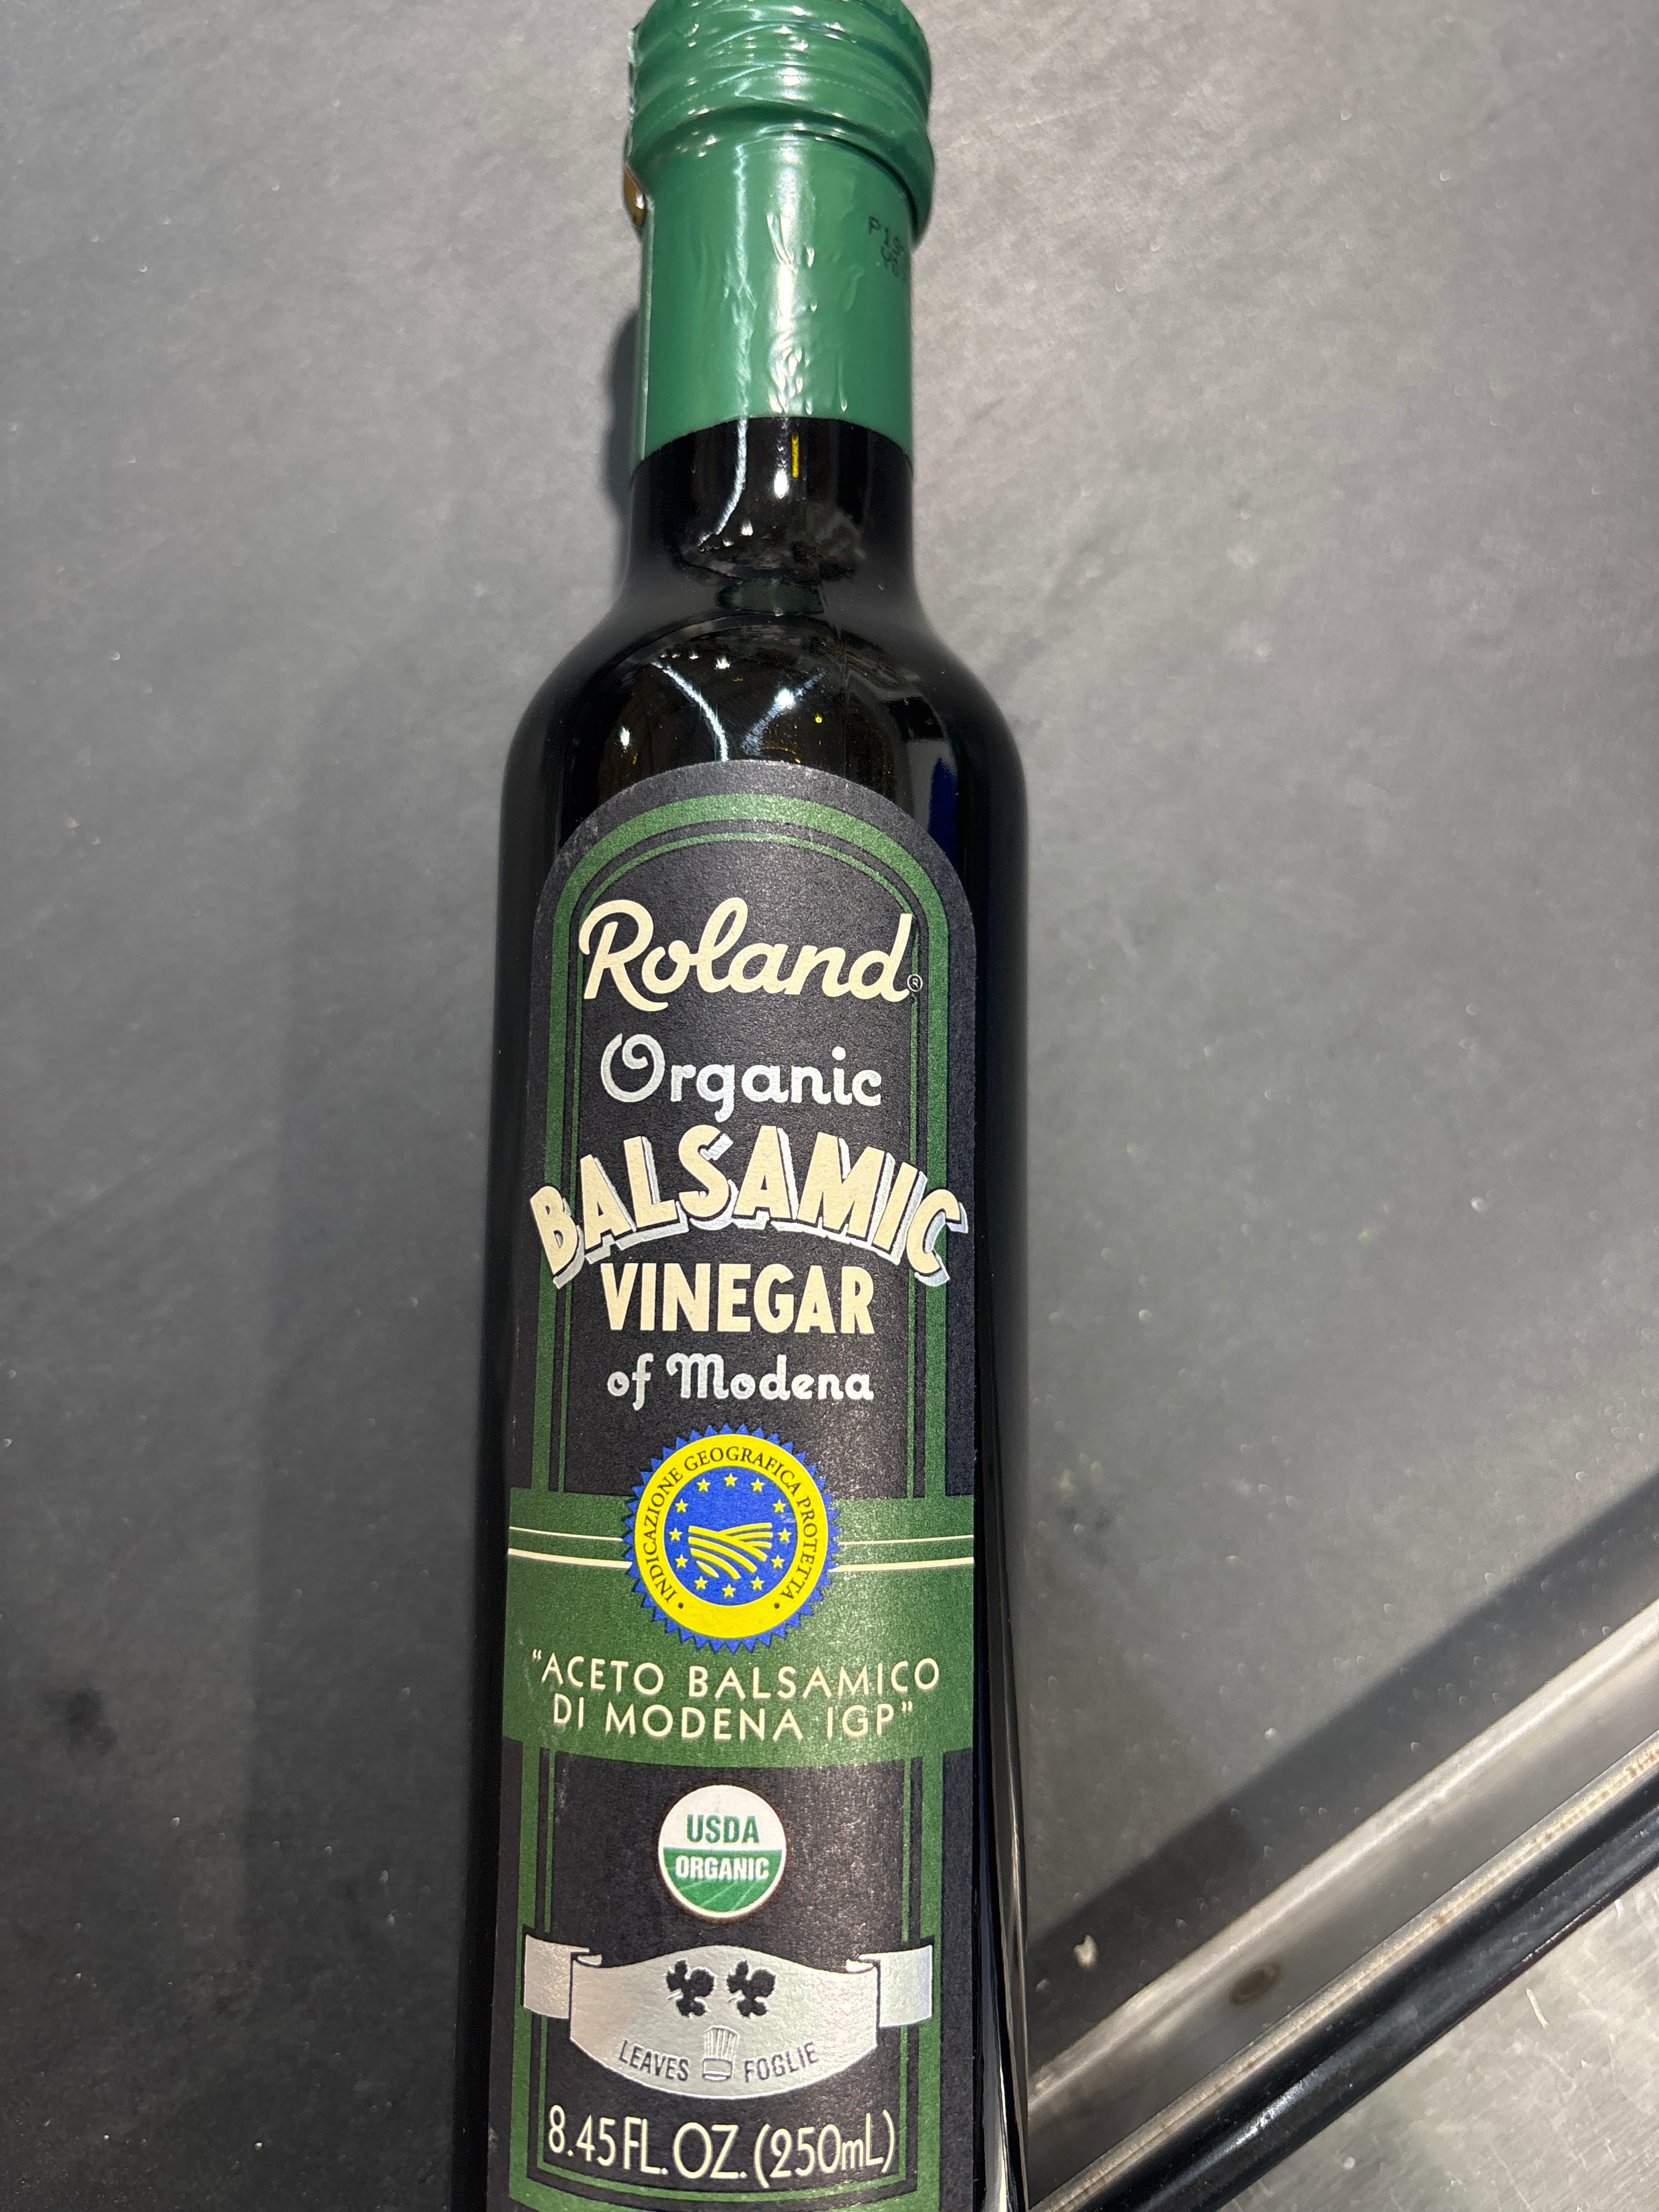 Roland®
Organic
BALSAMIC
VINEGAR
of Modena
INDICAZIONE GEOGRAFICA PROTETTA
"ACETO BALSAMICO
DI MODENA IGP"
USDA
ORGANIC
LEAVES FOGLIE
8.45 FL. OZ. (250mL)